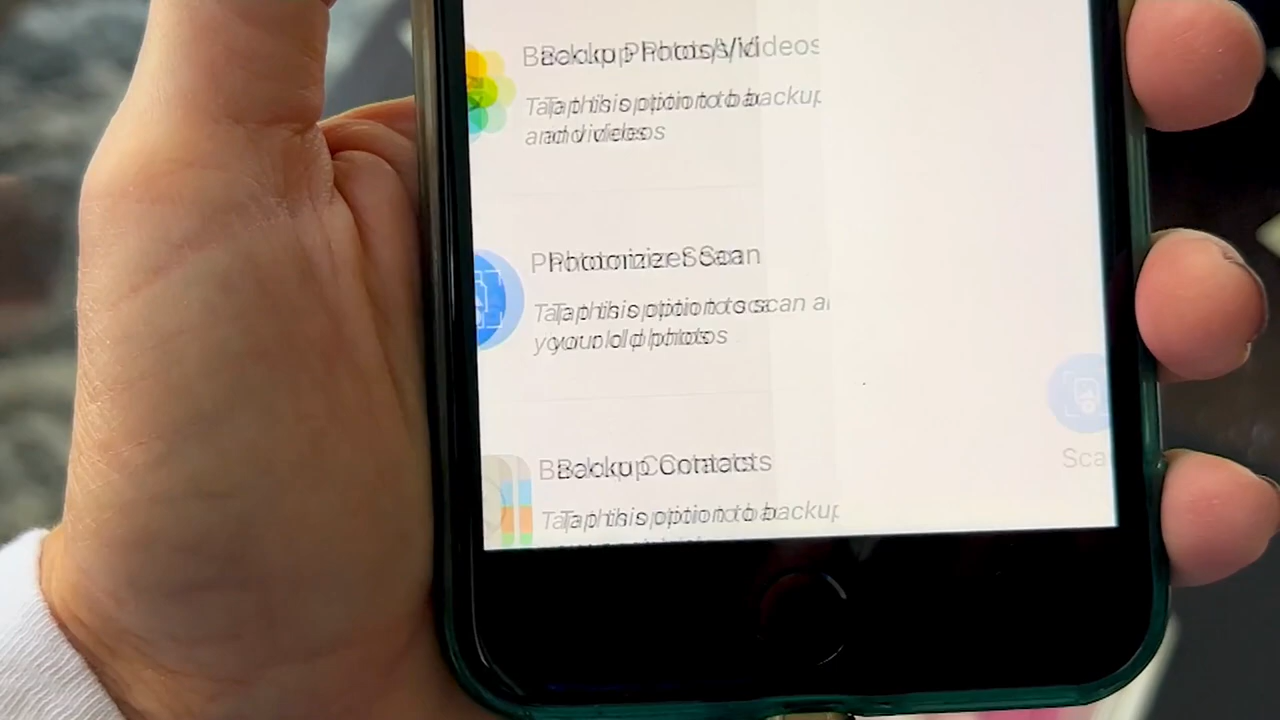 Backup Photos/Videos
Tap this option to backup
and videos
Photomizer Scan
Tap this option to scan
your old photos
Backup Contacts
Tap this option to backup
Sca